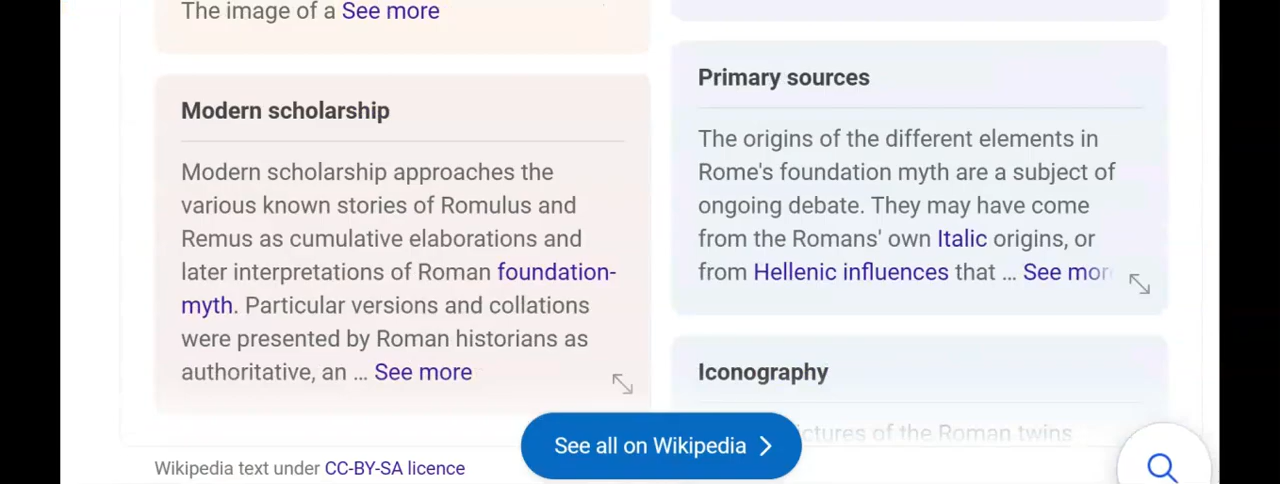 The image of a See more
Modern scholarship
Modern scholarship approaches the
various known stories of Romulus and
Remus as cumulative elaborations and
later interpretations of Roman foundation-
myth. Particular versions and collations
were presented by Roman historians as
authoritative, an ... See more
Primary sources
The origins of the different elements in
Rome's foundation myth are a subject of
ongoing debate. They may have come
from the Romans' own Italic origins, or
from Hellenic influences that ... See mor
Iconography
ictures of the Roman twins
See all on Wikipedia
Wikipedia text under CC-BY-SA licence